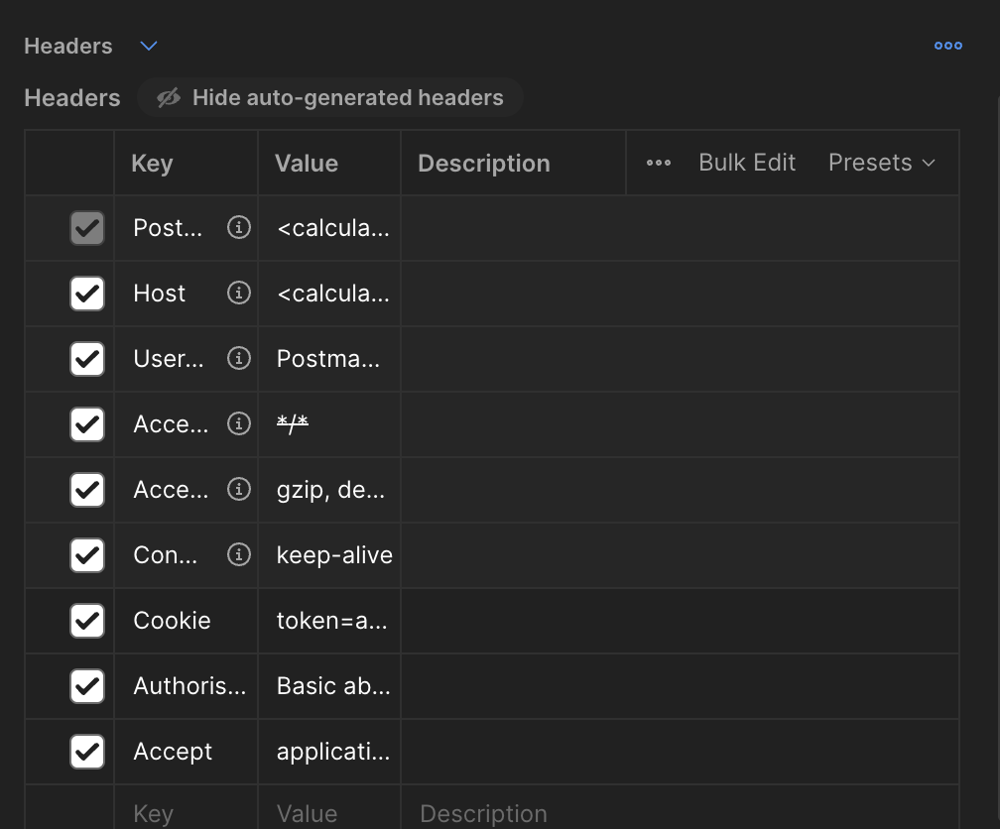 Headers
Headers Hide auto-generated headers
Key Value Description Bulk Edit Presets
Post... <calcula...
Host <calcula...
User... Postma...
Acce... */*
Acce... gzip, de...
Con... keep-alive
Cookie token=a...
Authoris... Basic ab...
Accept applicati...
Key Value Description